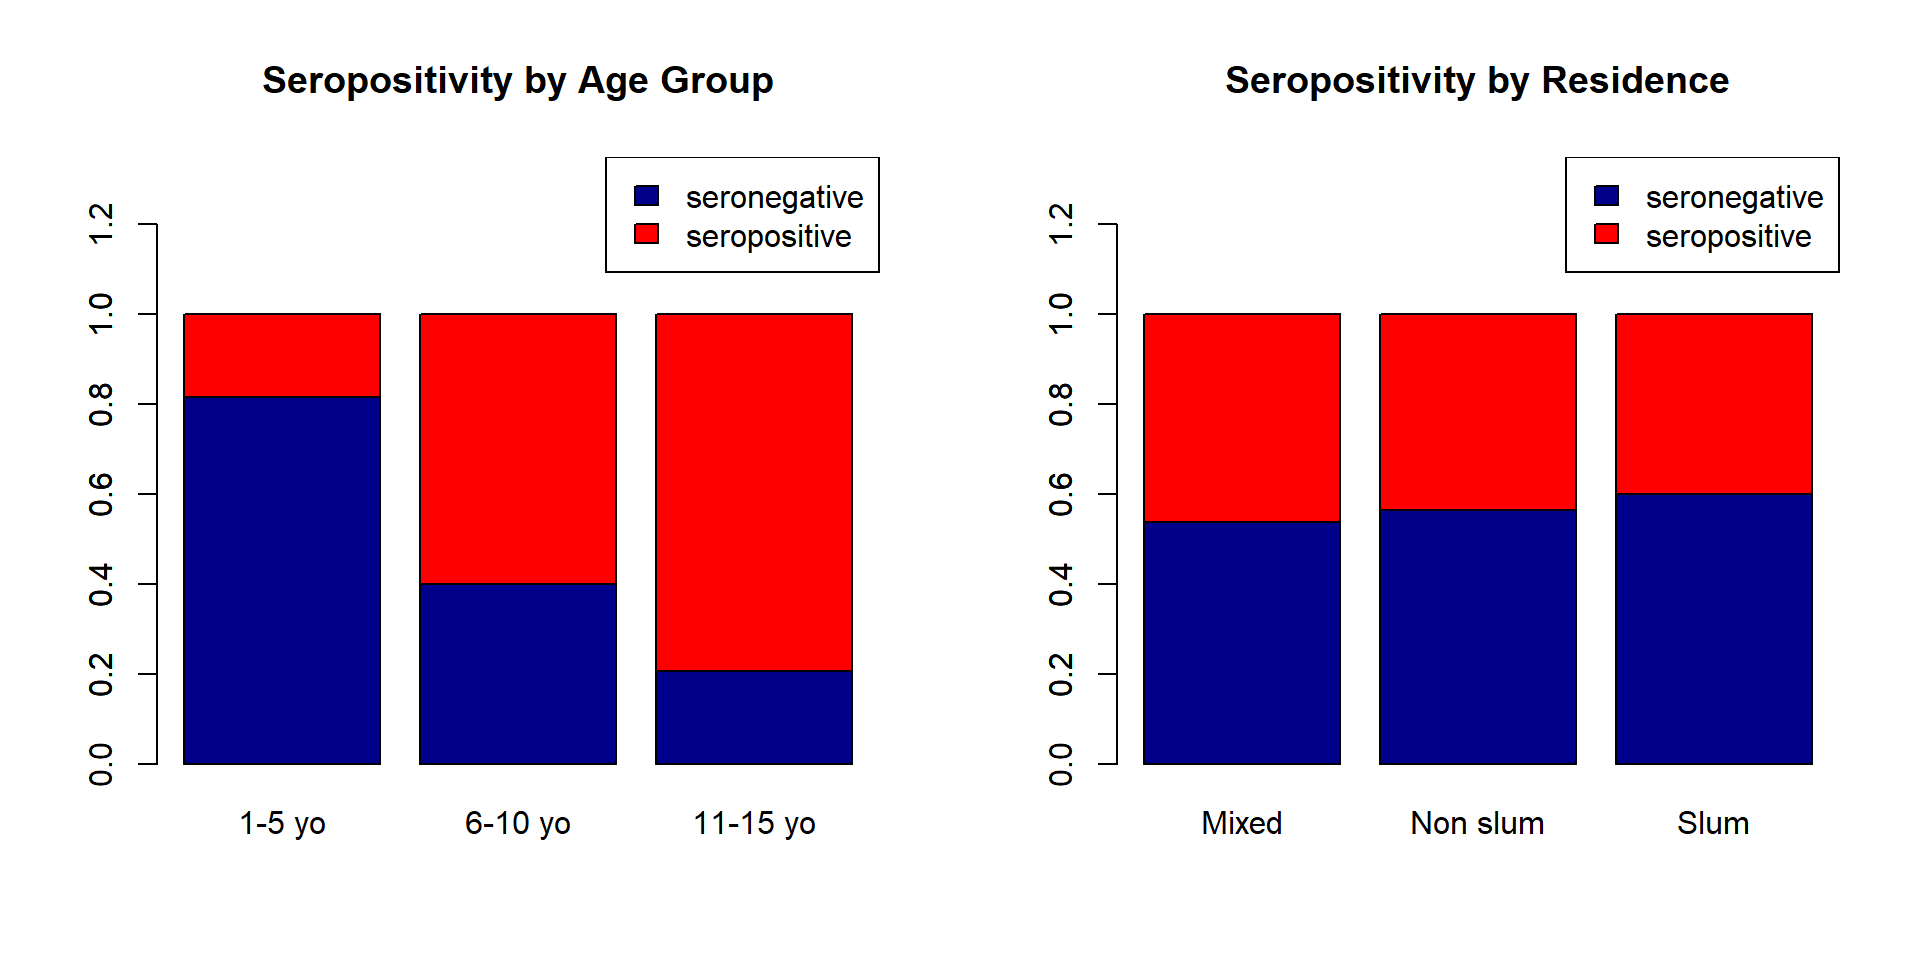 Seropositivity by Age Group
seronegative
seropositive
1.2
1.0
0.8
0.6
0.4
0.2
0.0
1-5 yo
6-10 yo
11-15 yo
Seropositivity by Residence
seronegative
seropositive
1.2
1.0
0.8
0.6
0.4
0.2
0.0
Mixed
Non slum
Slum